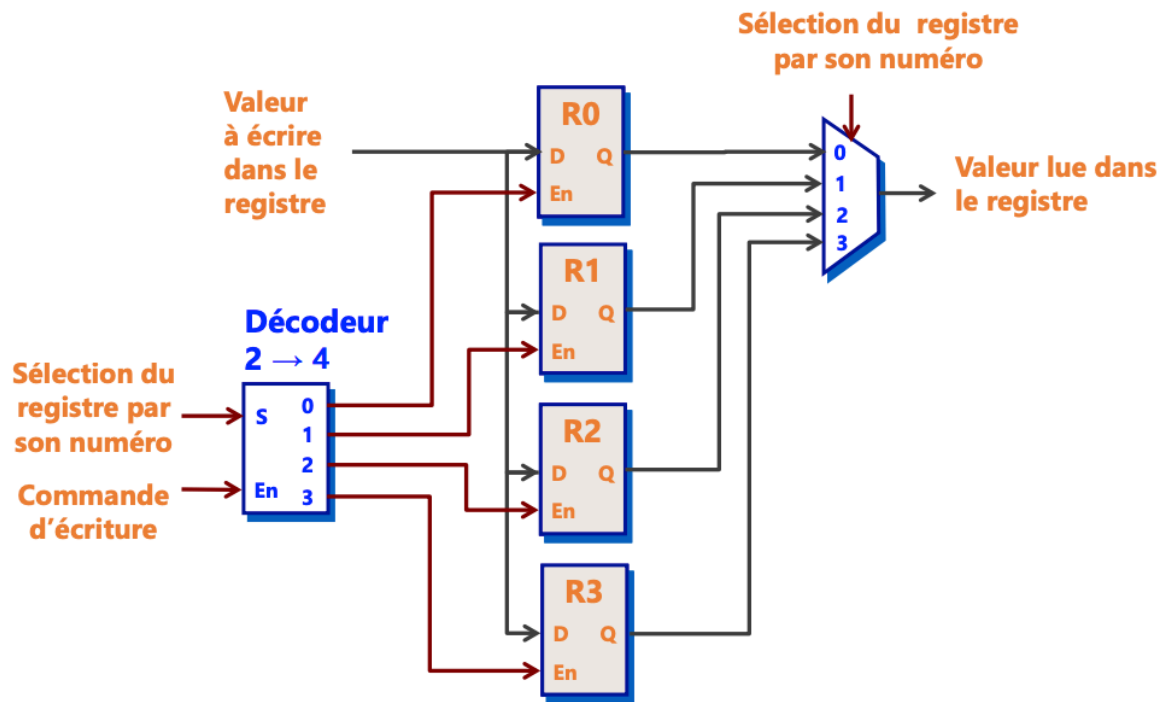 Sélection du registre
par son numéro
Valeur
à écrire
dans le
registre
R0
D Q
En
0
1
2
3
Valeur lue dans
le registre
R1
D Q
En
Décodeur
2 → 4
Sélection du
registre par
son numéro
Commande
d’écriture
S 0
1
2
En 3
R2
D Q
En
R3
D Q
En